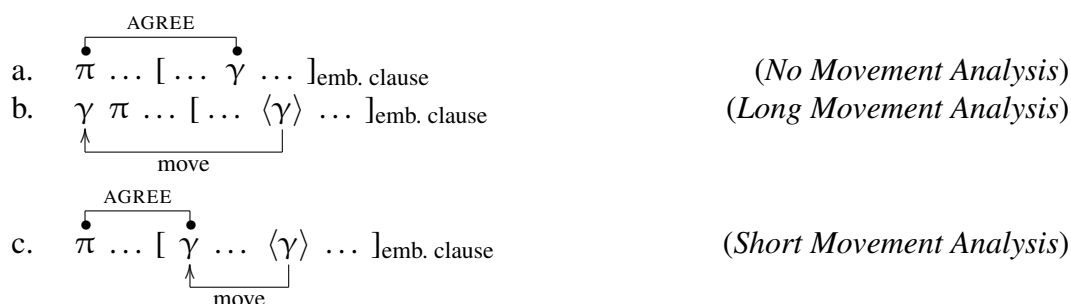 AGREE
a. π … [ … γ … ]emb. clause (No Movement Analysis)
b. γ π … [ … ⟨γ⟩ … ]emb. clause (Long Movement Analysis)
move
AGREE
c. π … [ γ … ⟨γ⟩ … ]emb. clause (Short Movement Analysis)
move